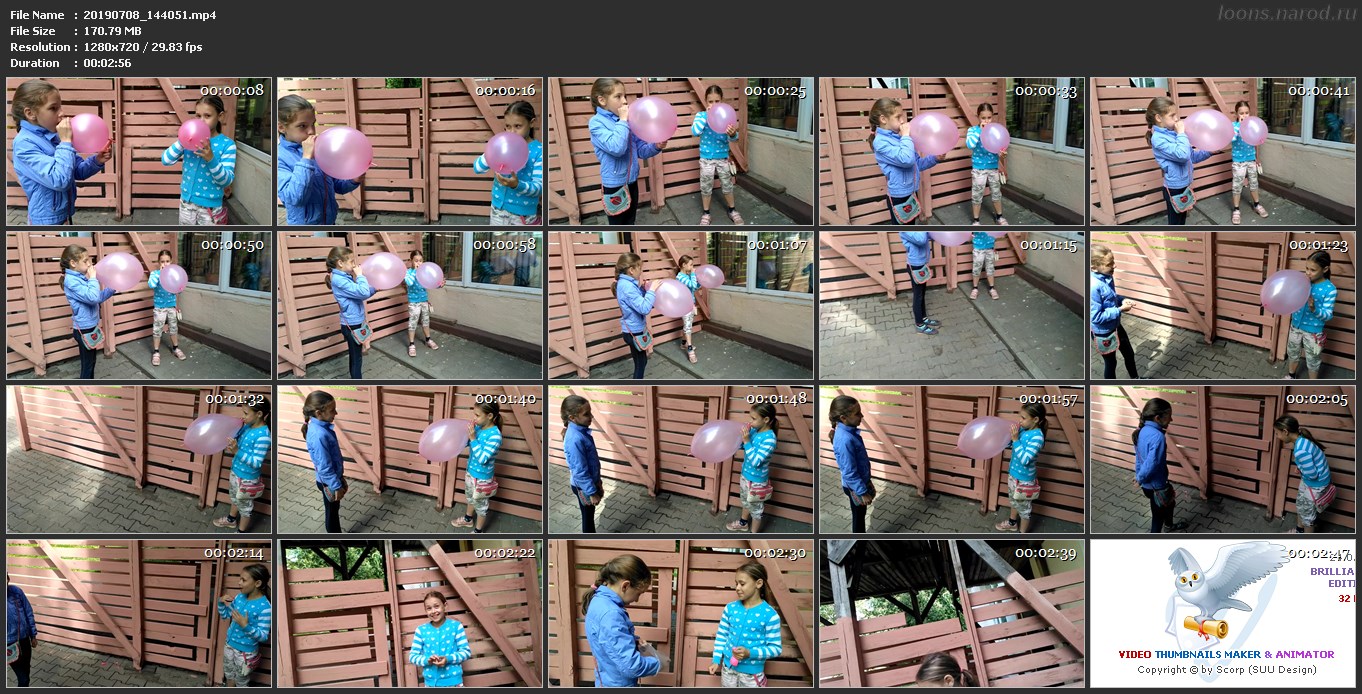 File Name : 20190708_144051.mp4
loons.narod.ru
File Size : 170.79 MB
Resolution : 1280x720 / 29.83 fps
Duration : 00:02:56
00:00:08
00:00:16
00:00:25
00:00:33
00:00:41
00:00:50
00:00:58
00:01:07
00:01:15
00:01:23
00:01:32
00:01:40
00:01:48
00:01:57
00:02:05
00:02:14
00:02:22
00:02:30
00:02:39
00:02:47
BRILLIA
EDIT
32
VIDEO THUMBNAILS MAKER & ANIMATOR
Copyright © by Scorp (SUU Design)